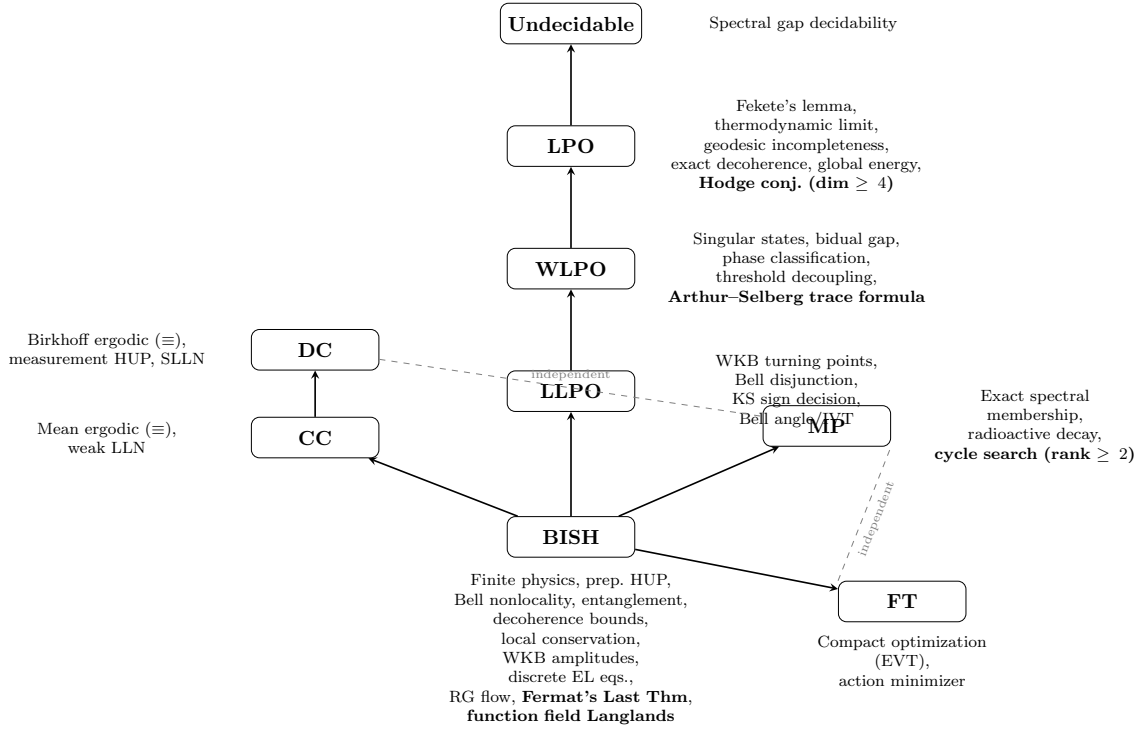 Undecidable
Spectral gap decidability
LPO
Fekete's lemma,
thermodynamic limit,
geodesic incompleteness,
exact decoherence, global energy,
Hodge conj. (dim ≥ 4)
WLPO
Singular states, bidual gap,
phase classification,
threshold decoupling,
Arthur–Selberg trace formula
Birkhoff ergodic (≡),
measurement HUP, SLLN
DC
independent
LLPO
WKB turning points,
Bell disjunction,
KS sign decision,
Bell angle/IVT
MP
Exact spectral
membership,
radioactive decay,
cycle search (rank ≥ 2)
Mean ergodic (≡),
weak LLN
CC
independent
BISH
Finite physics, prep. HUP,
Bell nonlocality, entanglement,
decoherence bounds,
local conservation,
WKB amplitudes,
discrete EL eqs.,
RG flow, Fermat's Last Thm,
function field Langlands
FT
Compact optimization
(EVT),
action minimizer